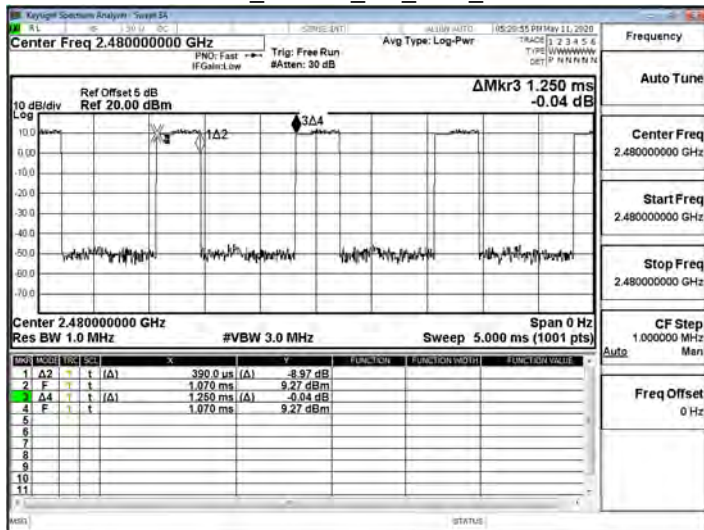 Keysight Spectrum Analyzer - Swept SA
RL
SENSE:INT
ALIGN AUTO
05:20:55 PM May 11, 2020
Frequency
Center Freq 2.480000000 GHz
PNO: Fast
IFGain:Low
Trig: Free Run
#Atten: 30 dB
Avg Type: Log-Pwr
TRACE 1 2 3 4 5 6
TYPE WWWWWW
DET P N N N N N
Auto Tune
Ref Offset 5 dB
Ref 20.00 dBm
10 dB/div
Log
ΔMkr3 1.250 ms
-0.04 dB
10.0
0.00
-10.0
-20.0
-30.0
-40.0
-50.0
-60.0
-70.0
1Δ2
3Δ4
Center Freq
2.480000000 GHz
Start Freq
2.480000000 GHz
Stop Freq
2.480000000 GHz
Center 2.480000000 GHz
Res BW 1.0 MHz
#VBW 3.0 MHz
Span 0 Hz
Sweep 5.000 ms (1001 pts)
CF Step
1.000000 MHz
Auto Man
MKR MODE TRC SCL X Y FUNCTION FUNCTION WIDTH FUNCTION VALUE
1 Δ2 1 t (Δ) 390.0 us (Δ) -8.97 dB
2 F 1 t 1.070 ms 9.27 dBm
3 Δ4 1 t (Δ) 1.250 ms (Δ) -0.04 dB
4 F 1 t 1.070 ms 9.27 dBm
5
6
7
8
9
10
11
Freq Offset
0 Hz
MSG
STATUS